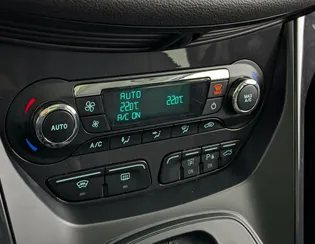 AUTO
22.0°C 22.0°C
A/C ON
AUTO
MAX A/C
A/C